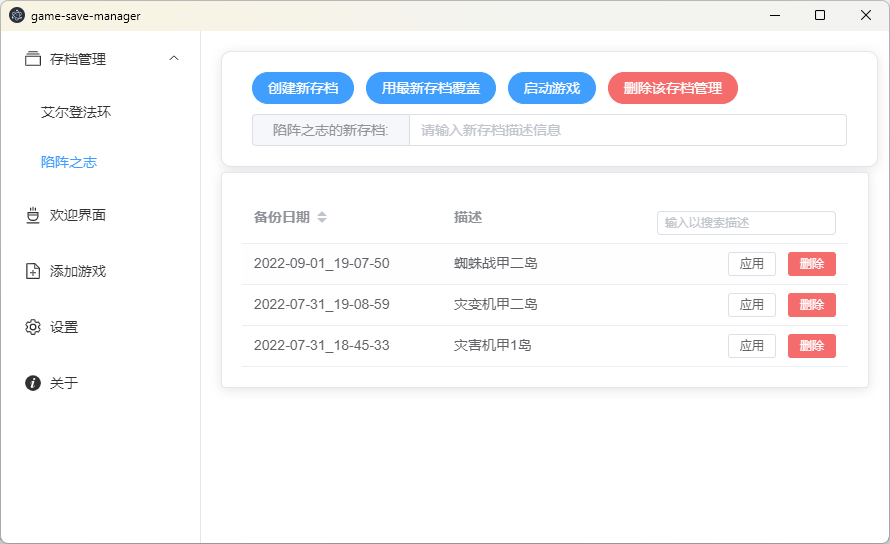 game-save-manager
存档管理
艾尔登法环
陷阵之志
欢迎界面
添加游戏
设置
关于
创建新存档 用最新存档覆盖 启动游戏 删除该存档管理
陷阵之志的新存档: 请输入新存档描述信息
备份日期 描述 输入以搜索描述
2022-09-01_19-07-50 蜘蛛战甲二岛 应用 删除
2022-07-31_19-08-59 灾变机甲二岛 应用 删除
2022-07-31_18-45-33 灾害机甲1岛 应用 删除